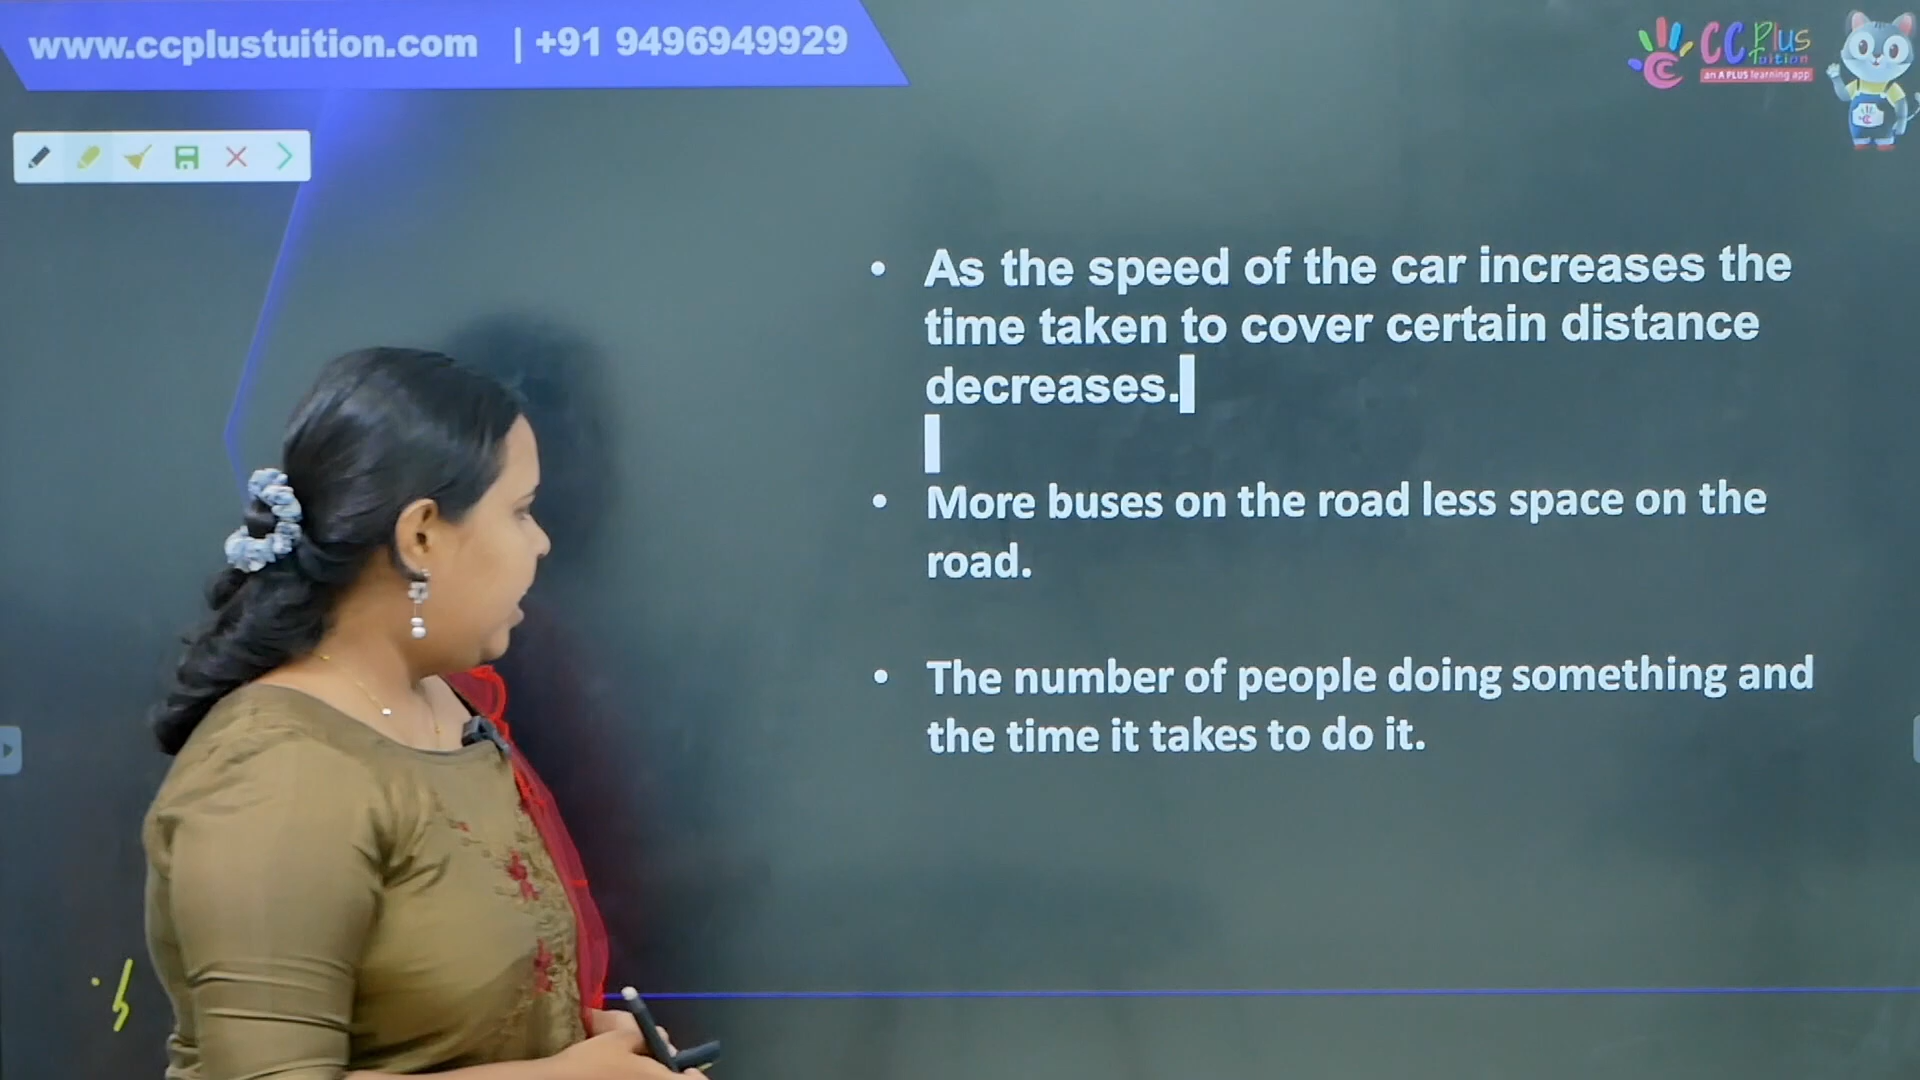 www.ccplustuition.com | +91 9496949929
CC Plus
Tuition
an A PLUS learning app
• As the speed of the car increases the
time taken to cover certain distance
decreases.
• More buses on the road less space on the
road.
• The number of people doing something and
the time it takes to do it.